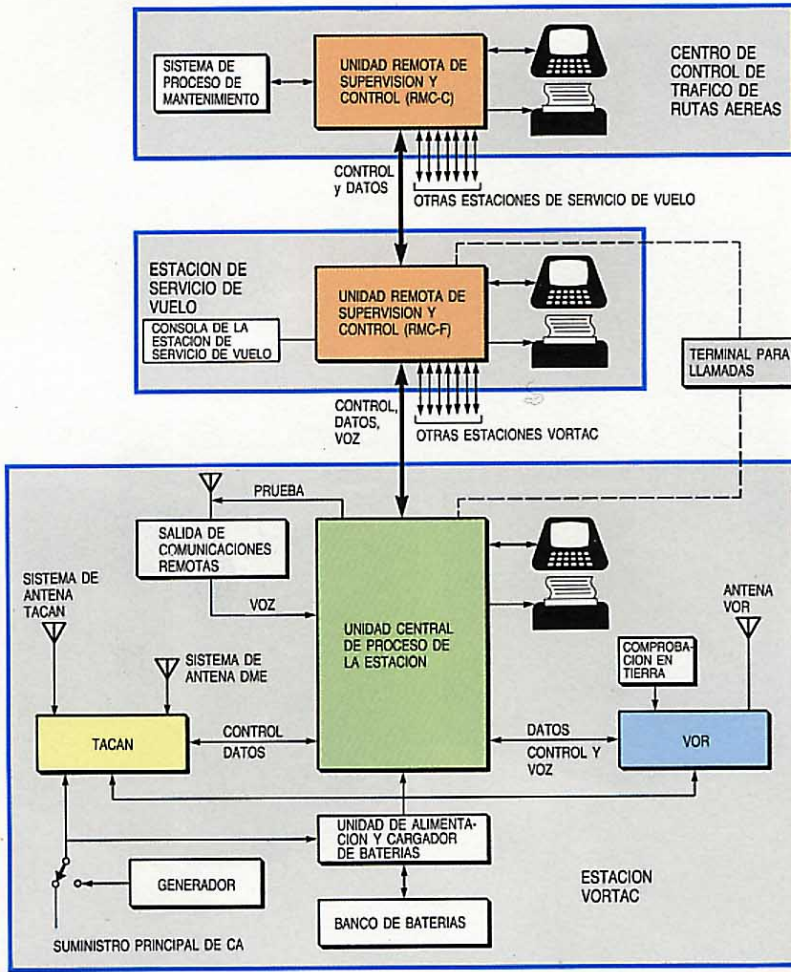 SISTEMA DE
PROCESO DE
MANTENIMIENTO
UNIDAD REMOTA DE
SUPERVISION Y
CONTROL (RMC-C)
CENTRO DE
CONTROL DE
TRAFICO DE
RUTAS AEREAS
CONTROL
y DATOS
OTRAS ESTACIONES DE SERVICIO DE VUELO
ESTACION DE
SERVICIO DE
VUELO
CONSOLA DE LA
ESTACION DE
SERVICIO DE VUELO
UNIDAD REMOTA DE
SUPERVISION Y
CONTROL (RMC-F)
TERMINAL PARA
LLAMADAS
CONTROL,
DATOS,
VOZ
OTRAS ESTACIONES VORTAC
PRUEBA
SALIDA DE
COMUNICACIONES
REMOTAS
VOZ
SISTEMA DE
ANTENA
TACAN
SISTEMA DE
ANTENA DME
UNIDAD CENTRAL
DE PROCESO DE
LA ESTACION
ANTENA
VOR
COMPROBA-
CION EN
TIERRA
TACAN
CONTROL
DATOS
DATOS
CONTROL Y
VOZ
VOR
UNIDAD DE ALIMENTA-
CION Y CARGADOR
DE BATERIAS
GENERADOR
BANCO DE BATERIAS
SUMINISTRO PRINCIPAL DE CA
ESTACION
VORTAC